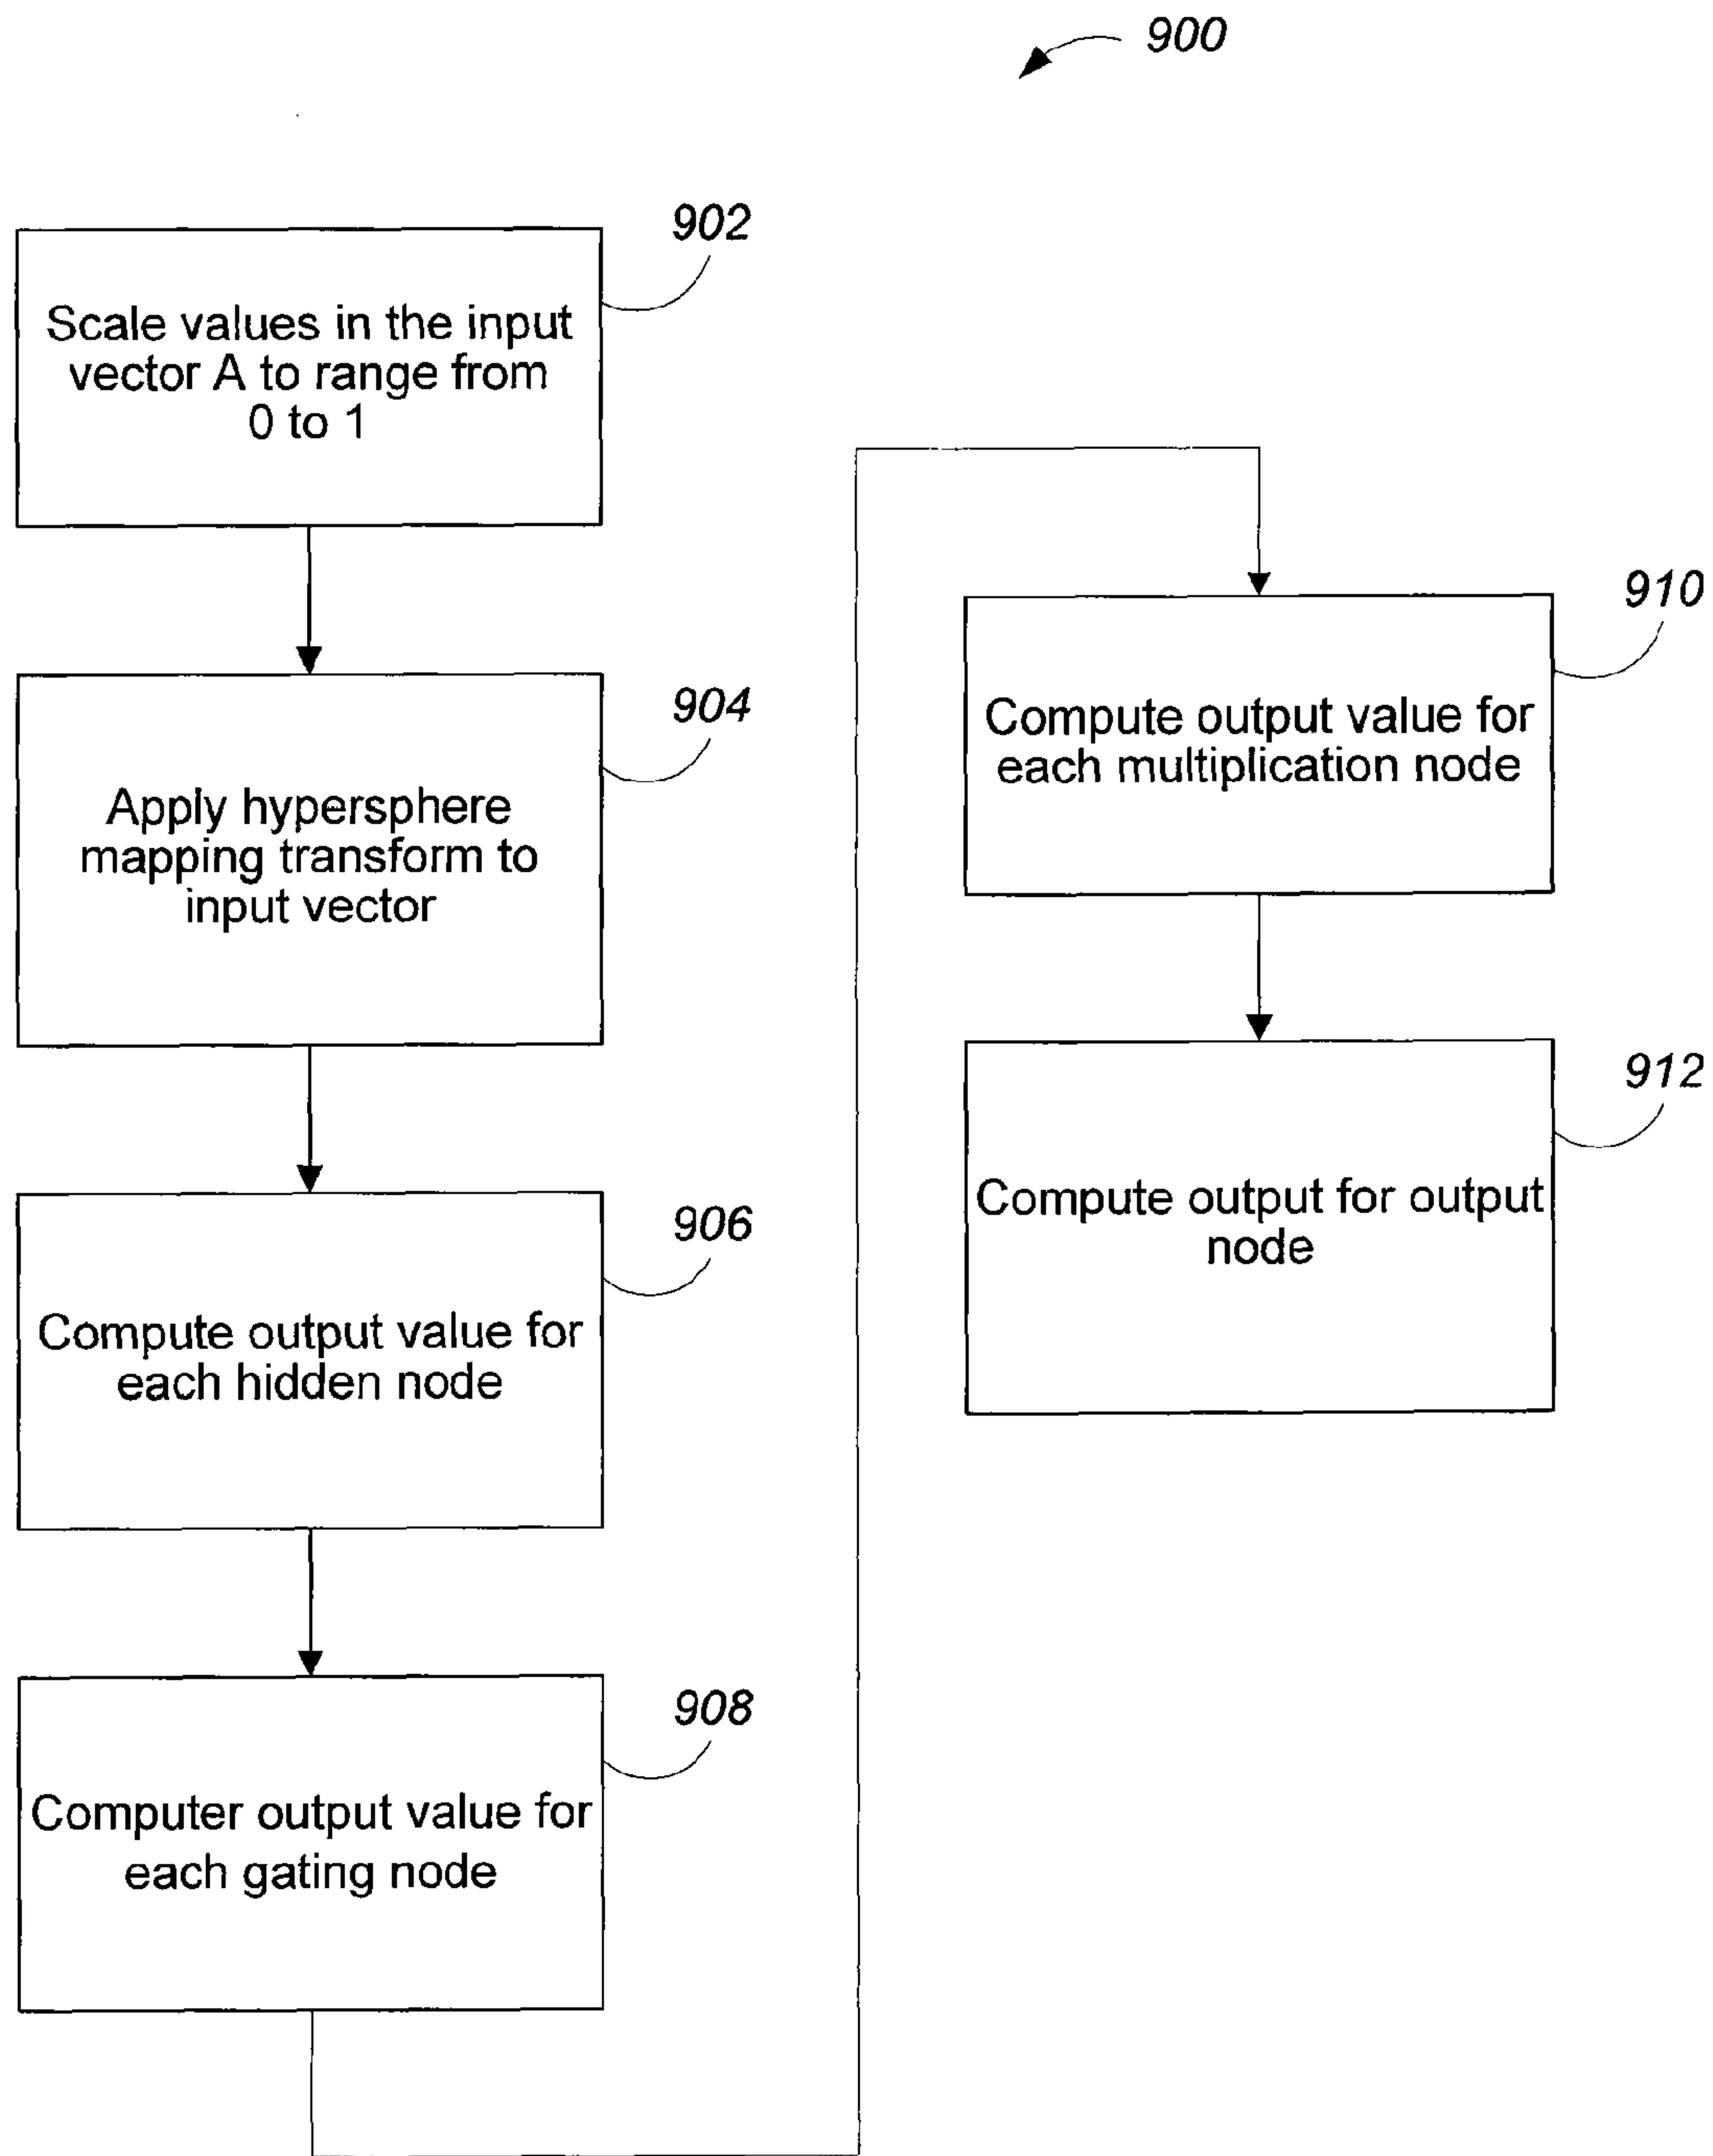 900
902
Scale values in the input
vector A to range from
0 to 1
904
Apply hypersphere
mapping transform to
input vector
906
Compute output value for
each hidden node
908
Computer output value for
each gating node
910
Compute output value for
each multiplication node
912
Compute output for output
node